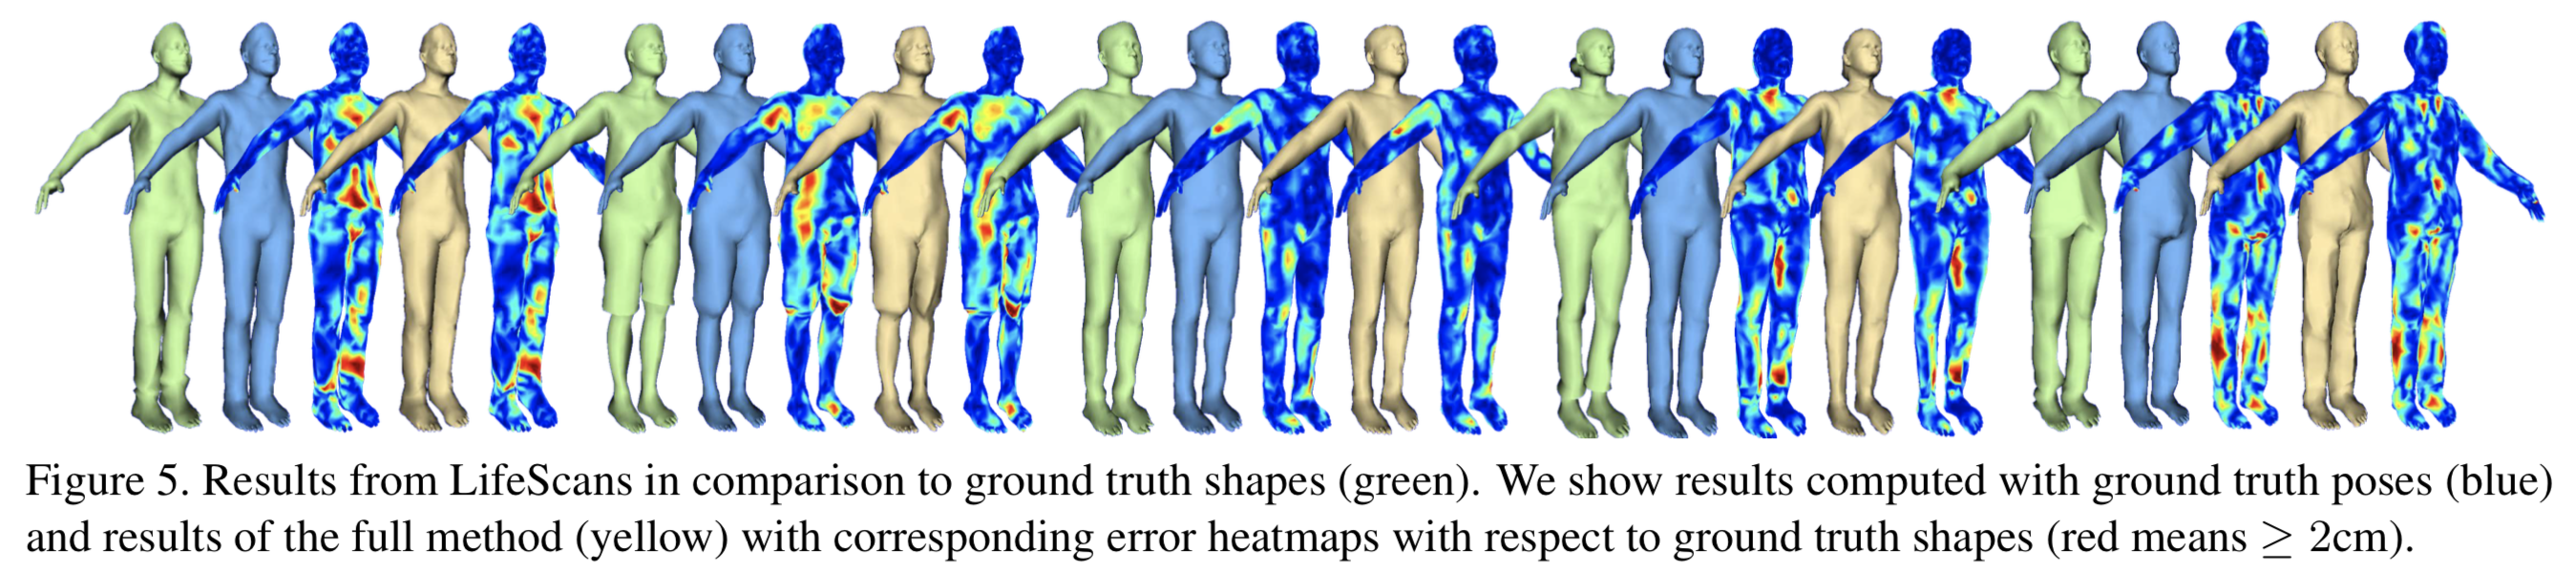 Figure 5. Results from LifeScans in comparison to ground truth shapes (green). We show results computed with ground truth poses (blue)
and results of the full method (yellow) with corresponding error heatmaps with respect to ground truth shapes (red means ≥ 2cm).